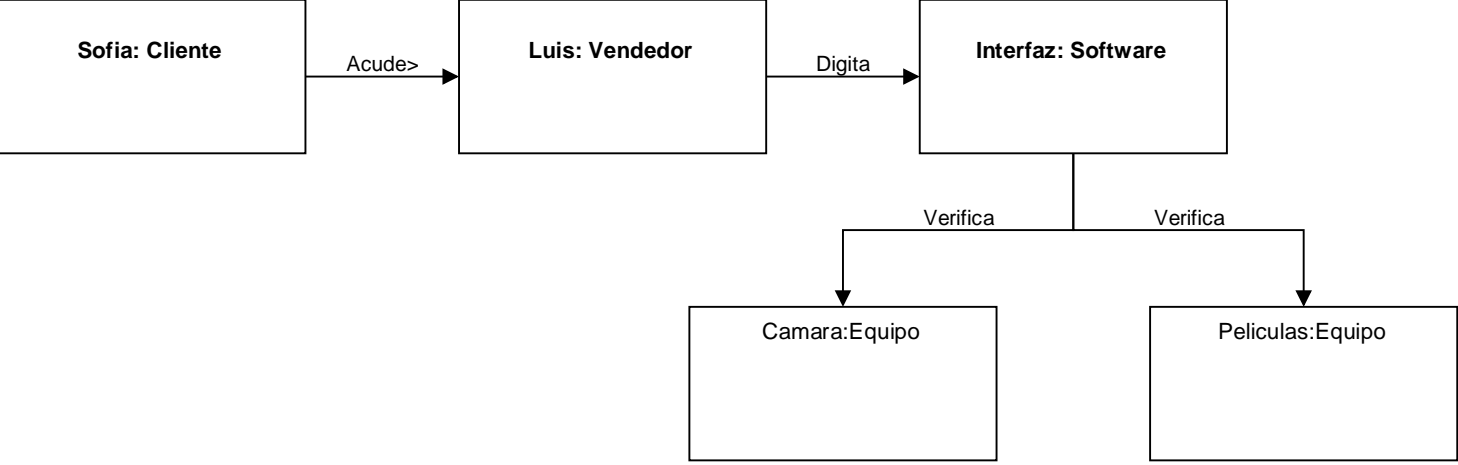 Sofia: Cliente
Acude>
Luis: Vendedor
Digita
Interfaz: Software
Verifica
Verifica
Camara:Equipo
Peliculas:Equipo